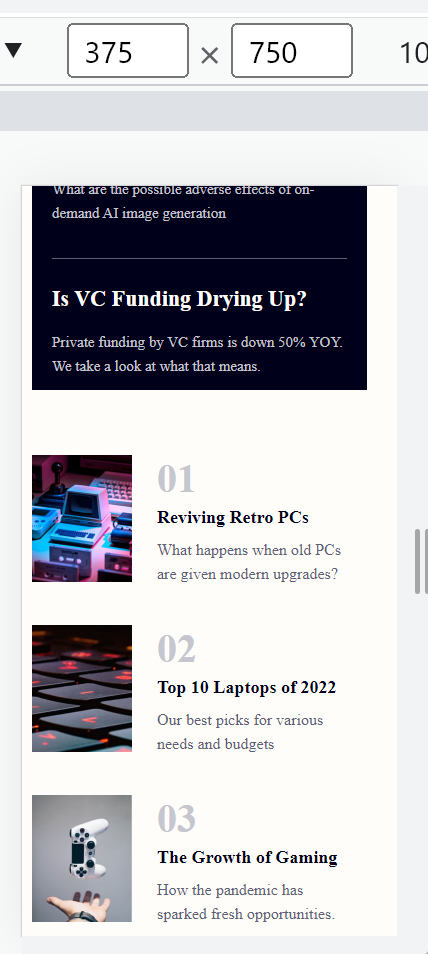 375 × 750 10
What are the possible adverse effects of on-
demand AI image generation
Is VC Funding Drying Up?
Private funding by VC firms is down 50% YOY.
We take a look at what that means.
01
Reviving Retro PCs
What happens when old PCs
are given modern upgrades?
02
Top 10 Laptops of 2022
Our best picks for various
needs and budgets
03
The Growth of Gaming
How the pandemic has
sparked fresh opportunities.